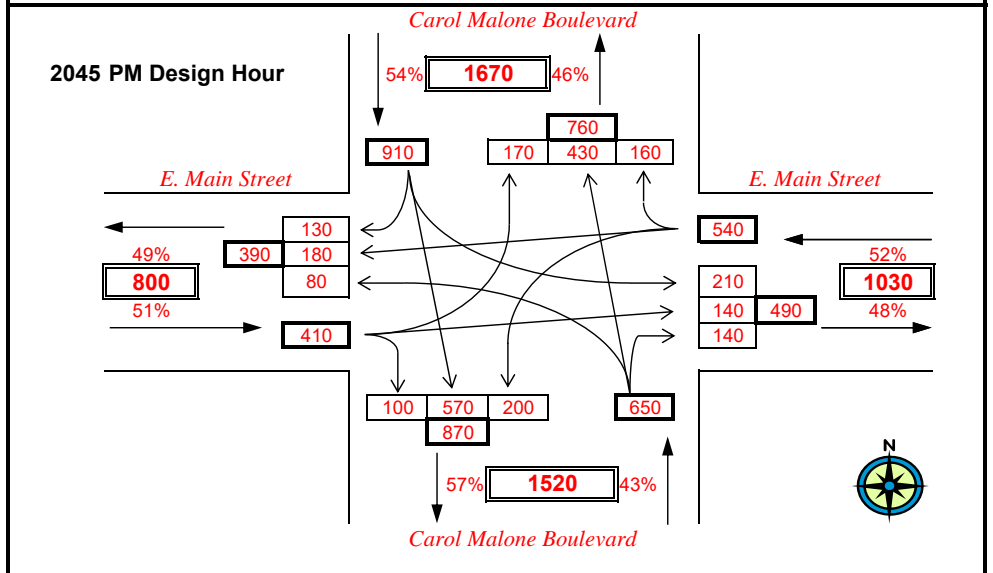 Carol Malone Boulevard
2045 PM Design Hour
54% 1670 46%
760
910 170 430 160
E. Main Street E. Main Street
130 540
49% 390 180 52%
800 80 210 1030
51% 140 490 48%
410 140
100 570 200 650
870
57% 1520 43%
N
Carol Malone Boulevard